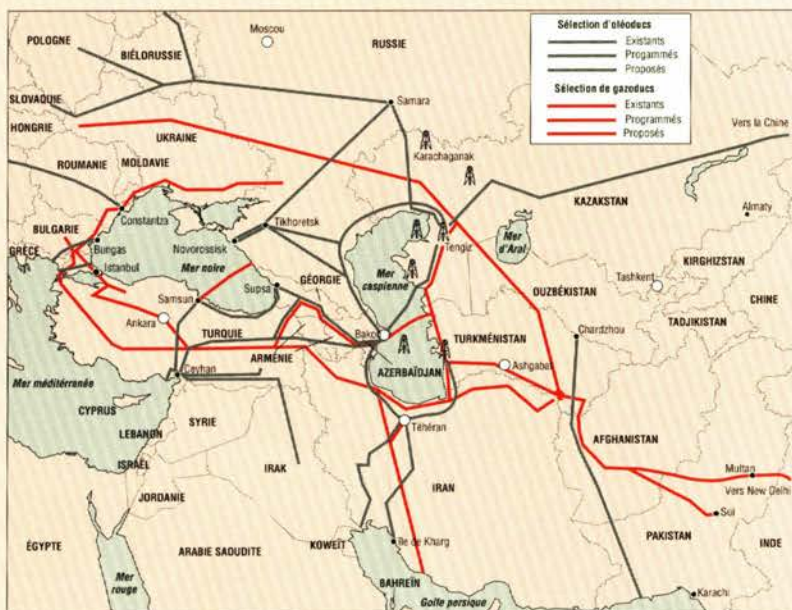 Sélection d'oléoducs
Existants
Progammés
Proposés
Sélection de gazoducs
Existants
Programmés
Proposés
Moscou
RUSSIE
POLOGNE
BIÉLORUSSIE
SLOVAQUIE
Samara
HONGRIE
UKRAINE
Karachaganak
Vers la Chine
ROUMANIE
MOLDAVIE
KAZAKSTAN
Constantza
Tikhoretsk
Almaty
BULGARIE
Bungas
Novorossisk
Tengiz
Mer
d'Aral
GRÈCE
Istanbul
Mer noire
GÉORGIE
Mer
caspienne
KIRGHIZSTAN
Samsun
Supsa
OUZBÉKISTAN
Tashkent
CHINE
Ankara
TURQUIE
Bakou
TURKMÉNISTAN
Chardzhou
TADJIKISTAN
ARMÉNIE
Ashgabat
Mer méditérranée
Ceyhan
AZERBAÏDJAN
CYPRUS
SYRIE
Téhéran
AFGHANISTAN
LEBANON
ISRAËL
IRAK
IRAN
Multan
Vers New Delhi
JORDANIE
Sui
ÉGYPTE
ARABIE SAOUDITE
KOWEÏT
Île de Kharg
PAKISTAN
INDE
Mer
rouge
BAHREÏN
Golfe persique
Karachi